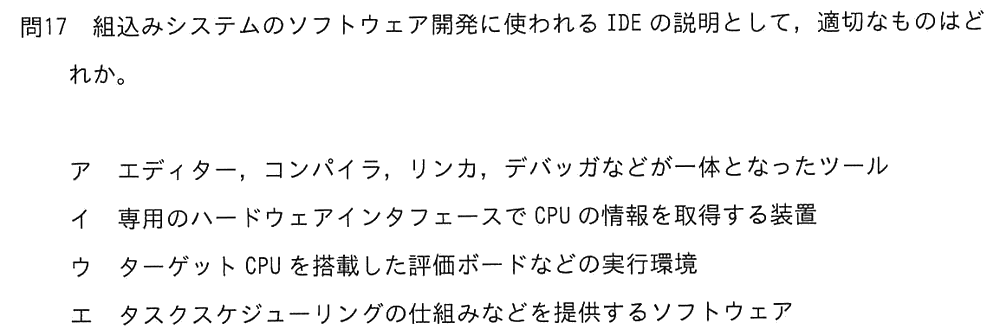 問17 組込みシステムのソフトウェア開発に使われる IDE の説明として，適切なものはど
れか。
ア エディター，コンパイラ，リンカ，デバッガなどが一体となったツール
イ 専用のハードウェアインタフェースで CPU の情報を取得する装置
ウ ターゲット CPU を搭載した評価ボードなどの実行環境
エ タスクスケジューリングの仕組みなどを提供するソフトウェア